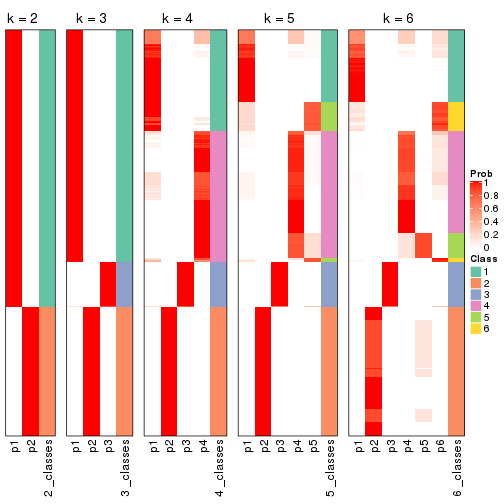 k = 2
k = 3
k = 4
k = 5
k = 6
p1
p2
2_classes
p1
p2
p3
3_classes
p1
p2
p3
p4
4_classes
p1
p2
p3
p4
p5
5_classes
p1
p2
p3
p4
p5
p6
6_classes
Prob
1
0.8
0.6
0.4
0.2
0
Class
1
2
3
4
5
6